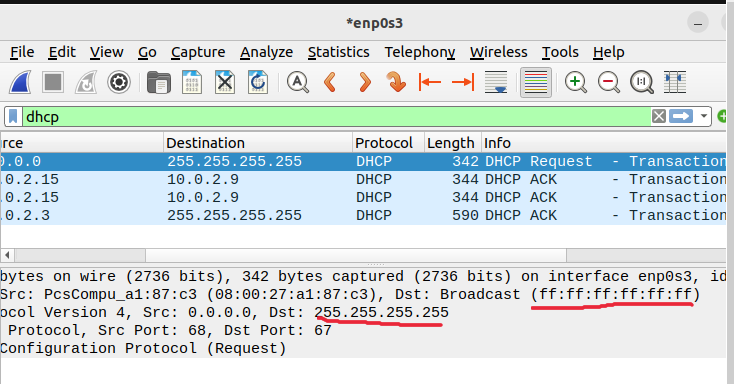 *enp0s3
File Edit View Go Capture Analyze Statistics Telephony Wireless Tools Help
dhcp
rce Destination Protocol Length Info
0.0.0 255.255.255.255 DHCP 342 DHCP Request - Transaction
.0.2.15 10.0.2.9 DHCP 344 DHCP ACK - Transaction
.0.2.15 10.0.2.9 DHCP 344 DHCP ACK - Transaction
.0.2.3 255.255.255.255 DHCP 590 DHCP ACK - Transaction
bytes on wire (2736 bits), 342 bytes captured (2736 bits) on interface enp0s3, id
Src: PcsCompu_a1:87:c3 (08:00:27:a1:87:c3), Dst: Broadcast (ff:ff:ff:ff:ff:ff)
ocol Version 4, Src: 0.0.0.0, Dst: 255.255.255.255
Protocol, Src Port: 68, Dst Port: 67
Configuration Protocol (Request)